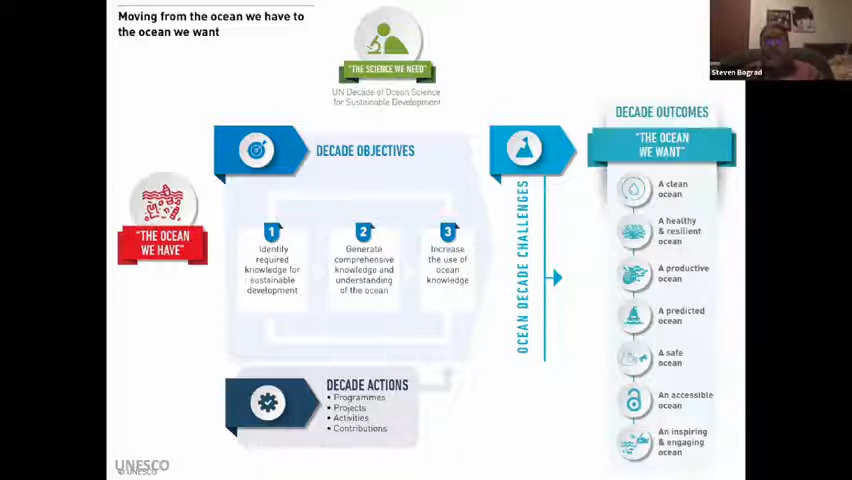 Moving from the ocean we have to
the ocean we want
"THE SCIENCE WE NEED"
UN Decade of Ocean Science
for Sustainable Development
Steven Bograd
"THE OCEAN
WE HAVE"
DECADE OBJECTIVES
1
Identify
required
knowledge for
sustainable
development
2
Generate
comprehensive
knowledge and
understanding
of the ocean
3
Increase
the use of
ocean
knowledge
DECADE ACTIONS
• Programmes
• Projects
• Activities
• Contributions
OCEAN DECADE CHALLENGES
DECADE OUTCOMES
"THE OCEAN
WE WANT"
A clean
ocean
A healthy
& resilient
ocean
A productive
ocean
A predicted
ocean
A safe
ocean
An accessible
ocean
An inspiring
& engaging
ocean
UNESCO
© UNESCO